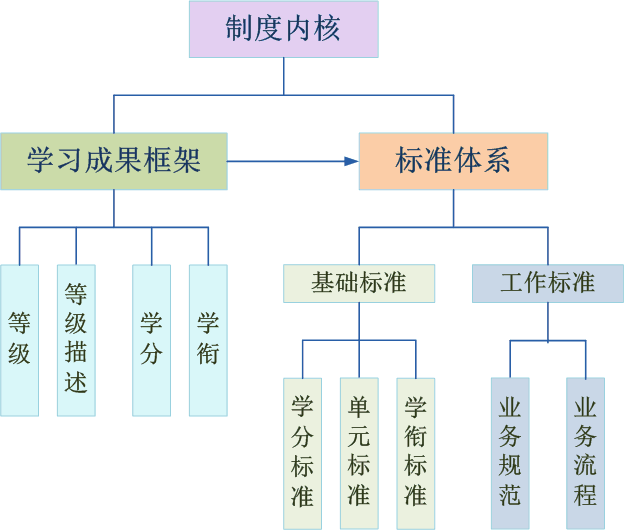 制度内核
学习成果框架
标准体系
基础标准
工作标准
等级
等级描述
学分
学衔
学分标准
单元标准
学衔标准
业务规范
业务流程